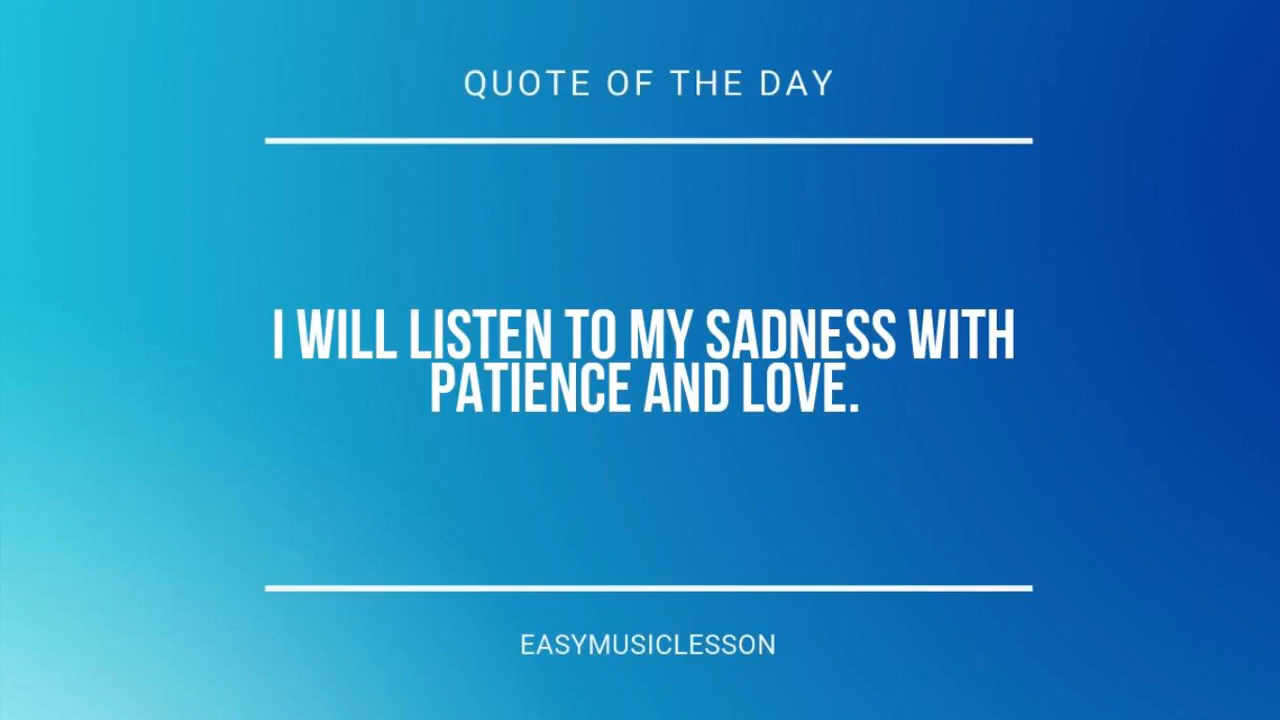 QUOTE OF THE DAY
I WILL LISTEN TO MY SADNESS WITH
PATIENCE AND LOVE.
EASYMUSICLESSON